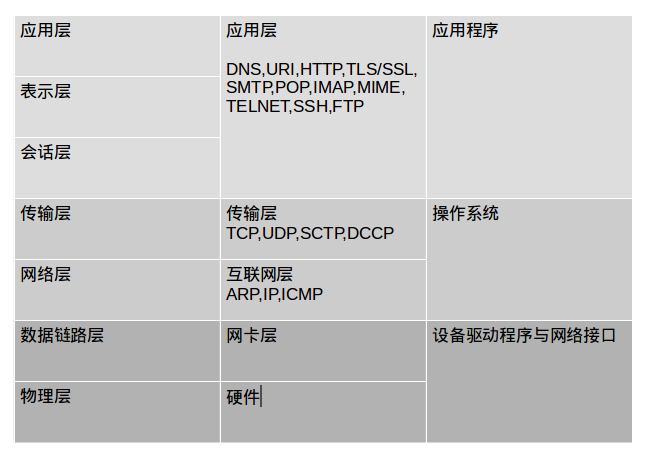 应用层
应用层
应用程序
DNS,URI,HTTP,TLS/SSL,
SMTP,POP,IMAP,MIME,
TELNET,SSH,FTP
表示层
会话层
传输层
传输层
TCP,UDP,SCTP,DCCP
操作系统
网络层
互联网层
ARP,IP,ICMP
数据链路层
网卡层
设备驱动程序与网络接口
物理层
硬件